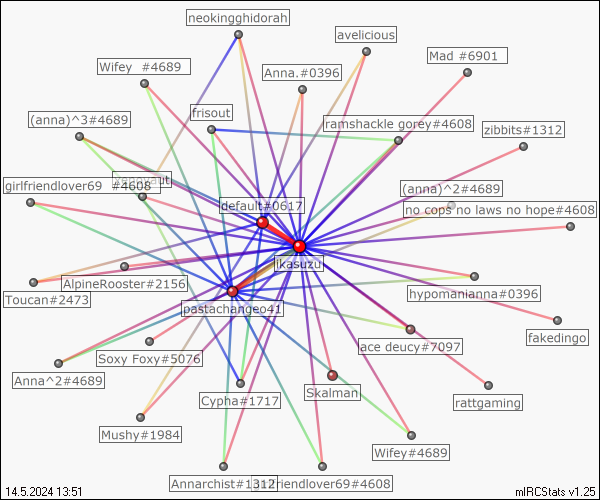 neokingghidorah
avelicious
Mad #6901
Wifey #4689
Anna.#0396
frisout
(anna)^3#4689
ramshackle gorey#4608
zibbits#1312
girlfriendlover69 #4608
(anna)^2#4689
default#0617
no cops no laws no hope#4608
ikasuzu
AlpineRooster#2156
Toucan#2473
hypomanianna#0396
pastachangeo41
fakedingo
Soxy Foxy#5076
ace deucy#7097
Anna^2#4689
Cypha#1717
Skalman
rattgaming
Mushy#1984
Wifey#4689
Annarchist#1312
friendlover69#4608
14.5.2024 13:51
mIRCStats v1.25